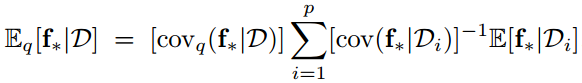 𝔼_q[𝐟_*|𝒟] = [cov_q(𝐟_*|𝒟)] ∑_{i=1}^{p} [cov(𝐟_*|𝒟_i)]^{-1} 𝔼[𝐟_*|𝒟_i]